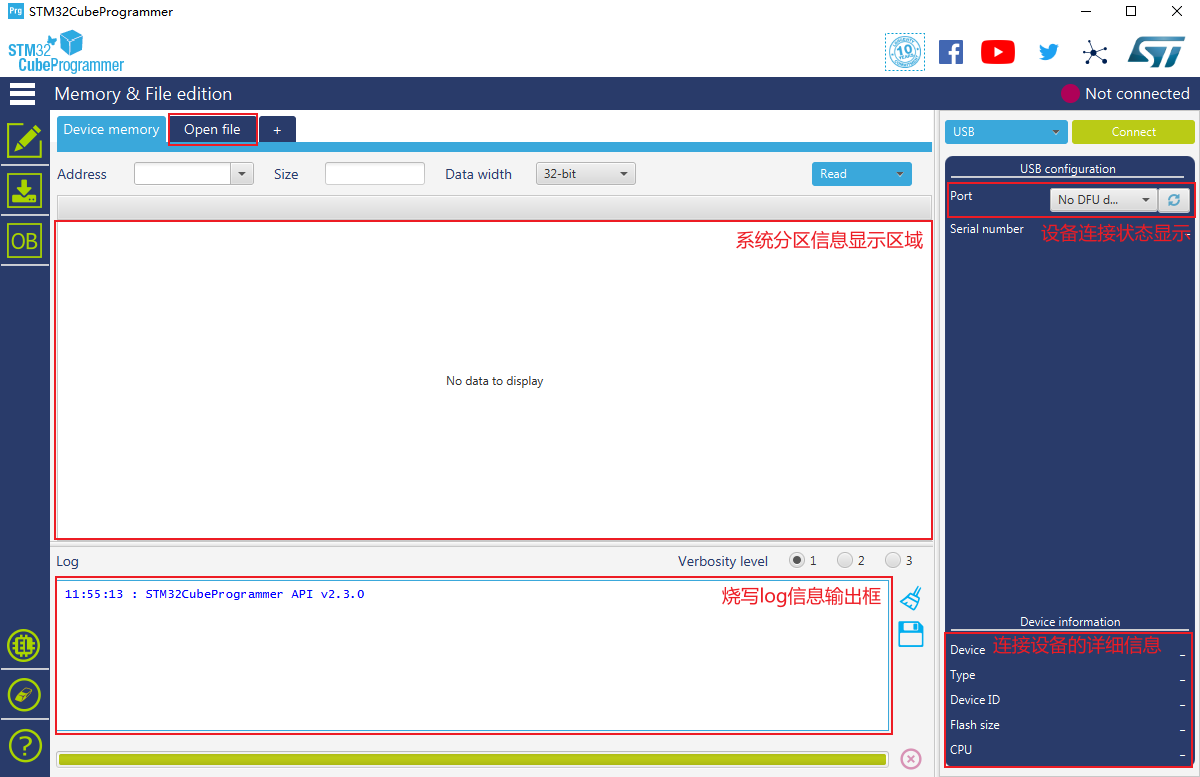 Prg STM32CubeProgrammer
STM32
CubeProgrammer
10
Memory & File edition
Not connected
Device memory
Open file
+
USB
Connect
Address
Size
Data width
32-bit
Read
USB configuration
Port
No DFU d...
Serial number
设备连接状态显示
系统分区信息显示区域
OB
No data to display
Log
Verbosity level
1
2
3
11:55:13 : STM32CubeProgrammer API v2.3.0
烧写log信息输出框
Device information
Device
连接设备的详细信息
-
Type
-
Device ID
-
Flash size
-
CPU
-
EL
?